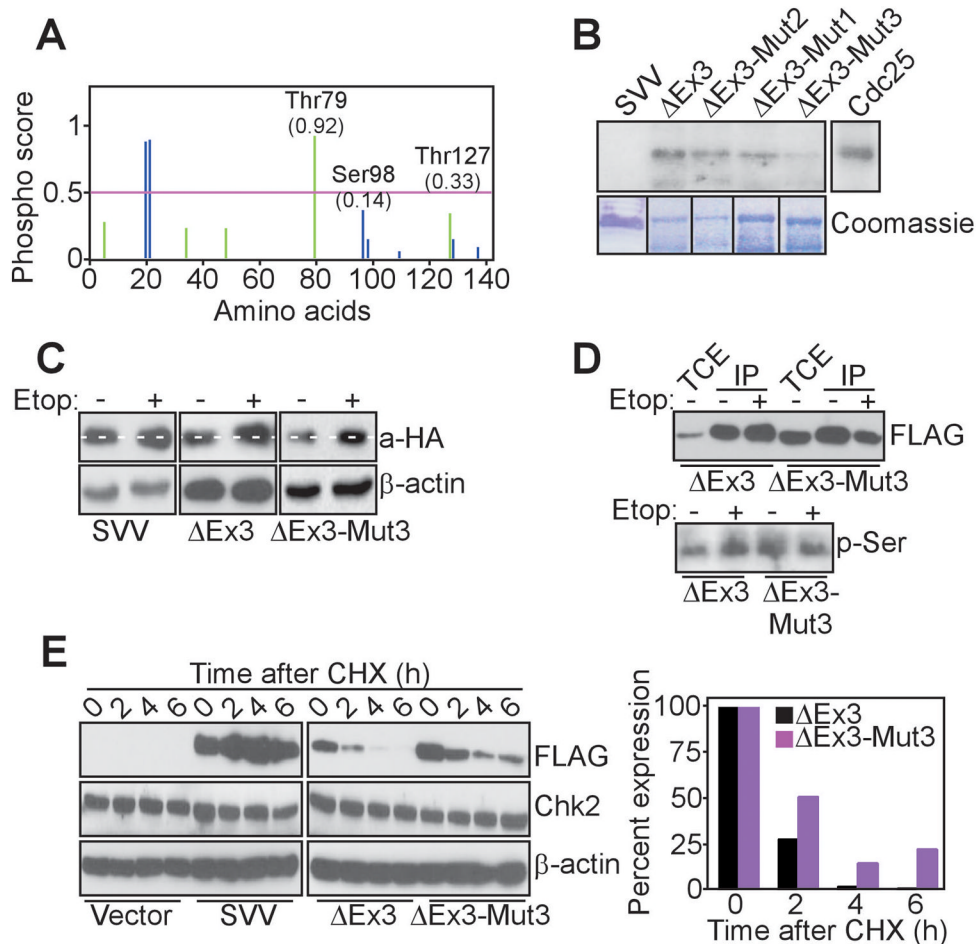 A
Phospho score
1
0.5
0
Thr79
(0.92)
Ser98
(0.14)
Thr127
(0.33)
0 20 40 60 80 100 120 140
Amino acids
B
SVV ΔEx3 ΔEx3-Mut2 ΔEx3-Mut1 ΔEx3-Mut3 Cdc25
Coomassie
C
Etop: - + - + - +
a-HA
β-actin
SVV ΔEx3 ΔEx3-Mut3
D
TCE IP TCE IP
Etop: - - + - - +
FLAG
ΔEx3 ΔEx3-Mut3
Etop: - + - +
p-Ser
ΔEx3 ΔEx3-
Mut3
E
Time after CHX (h)
0 2 4 6 0 2 4 6 0 2 4 6 0 2 4 6
FLAG
Chk2
β-actin
Vector SVV ΔEx3 ΔEx3-Mut3
Percent expression
100
75
50
25
ΔEx3
ΔEx3-Mut3
0 2 4 6
Time after CHX (h)